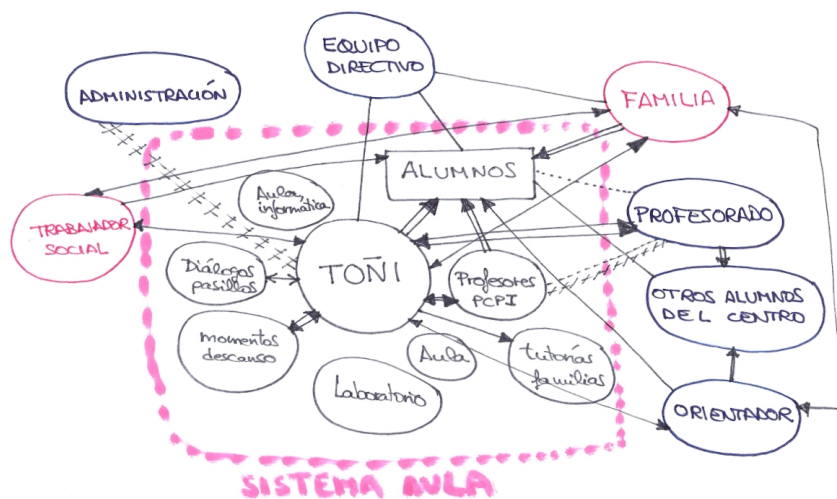 EQUIPO
DIRECTIVO
ADMINISTRACIÓN
FAMILIA
ALUMNOS
Aula
informática
PROFESORADO
TRABAJADOR
SOCIAL
TOÑI
Diálogos
pasillos
Profesores
PCPI
OTROS ALUMNOS
DEL CENTRO
momentos
descanso
Aula
tutorías
familias
Laboratorio
ORIENTADOR
SISTEMA AULA